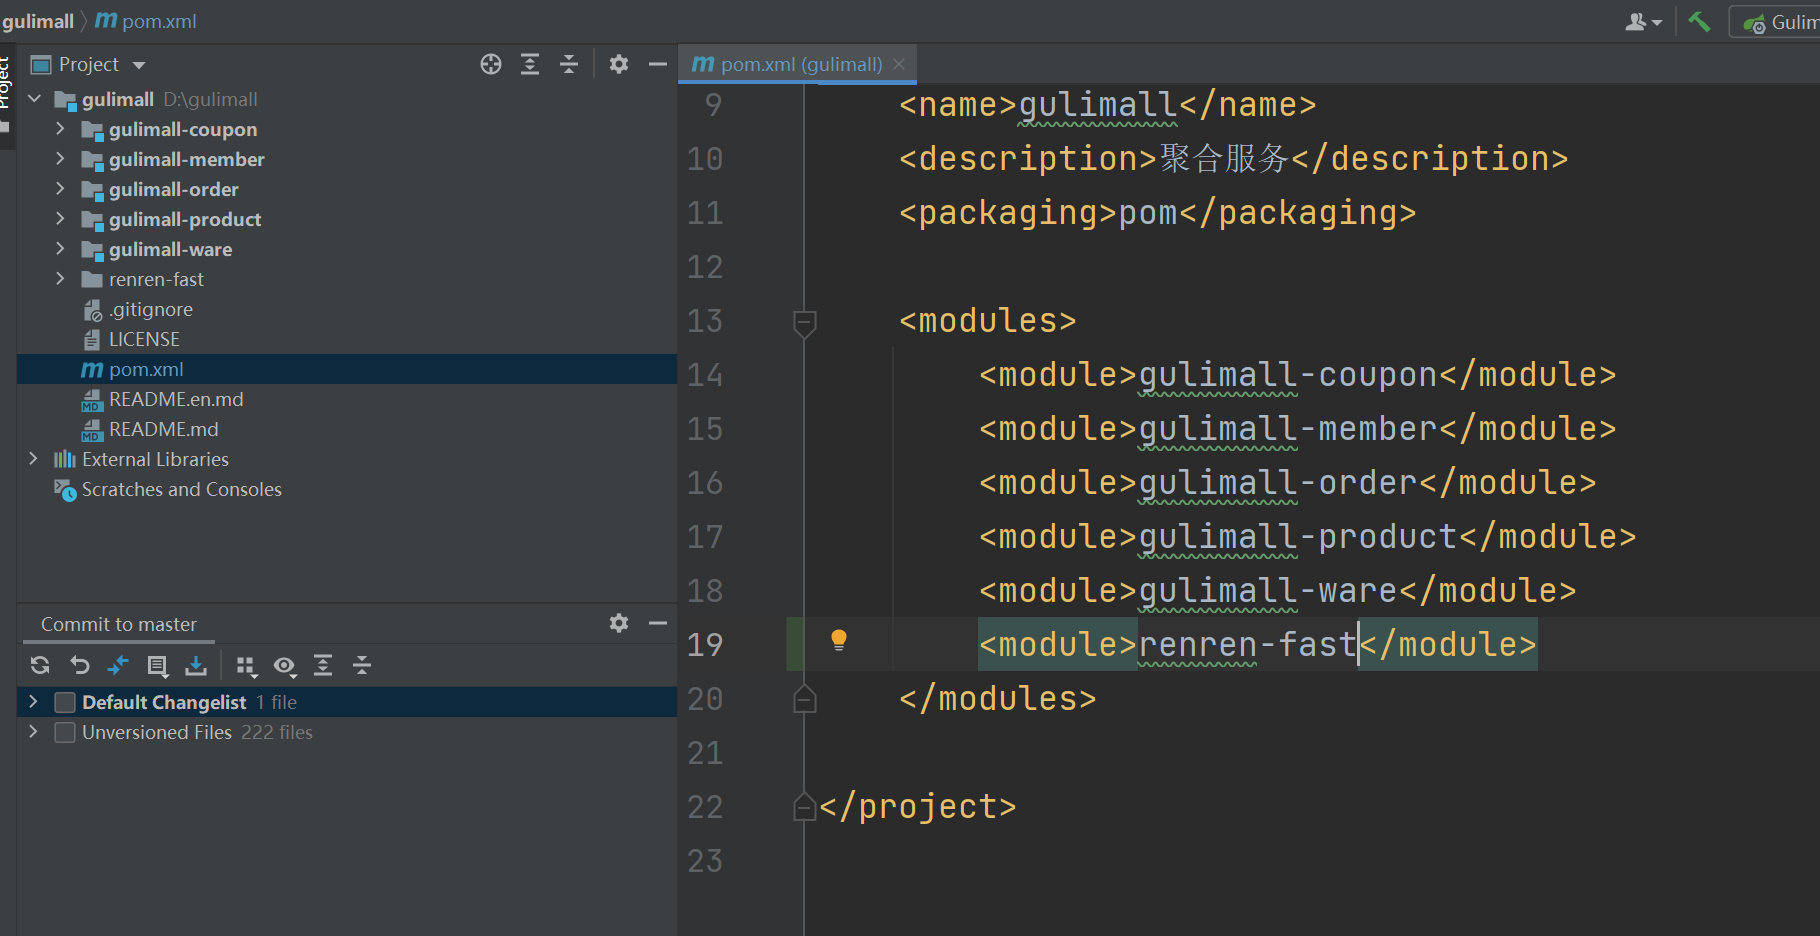 gulimall pom.xml
Gulim
Project
Project
gulimall D:\gulimall
gulimall-coupon
gulimall-member
gulimall-order
gulimall-product
gulimall-ware
renren-fast
.gitignore
LICENSE
pom.xml
README.en.md
README.md
External Libraries
Scratches and Consoles
Commit to master
Default Changelist 1 file
Unversioned Files 222 files
pom.xml (gulimall)
9 <name>gulimall</name>
10 <description>聚合服务</description>
11 <packaging>pom</packaging>
12
13 <modules>
14 <module>gulimall-coupon</module>
15 <module>gulimall-member</module>
16 <module>gulimall-order</module>
17 <module>gulimall-product</module>
18 <module>gulimall-ware</module>
19 <module>renren-fast</module>
20 </modules>
21
22 </project>
23